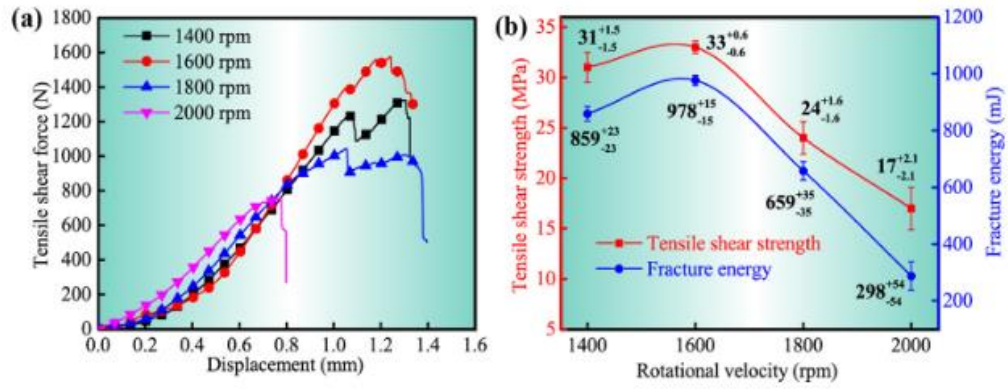 (a)
1800
1600
1400
1200
1000
800
600
400
200
0
Tensile shear force (N)
1400 rpm
1600 rpm
1800 rpm
2000 rpm
0.0 0.2 0.4 0.6 0.8 1.0 1.2 1.4 1.6
Displacement (mm)
(b)
35
30
25
20
15
10
5
Tensile shear strength (MPa)
31 +1.5 -1.5
33 +0.6 -0.6
24 +1.6 -1.6
17 +2.1 -2.1
859 +23 -23
978 +15 -15
659 +35 -35
298 +54 -54
Tensile shear strength
Fracture energy
1400 1600 1800 2000
Rotational velocity (rpm)
1200
1000
800
600
400
200
Fracture energy (mJ)